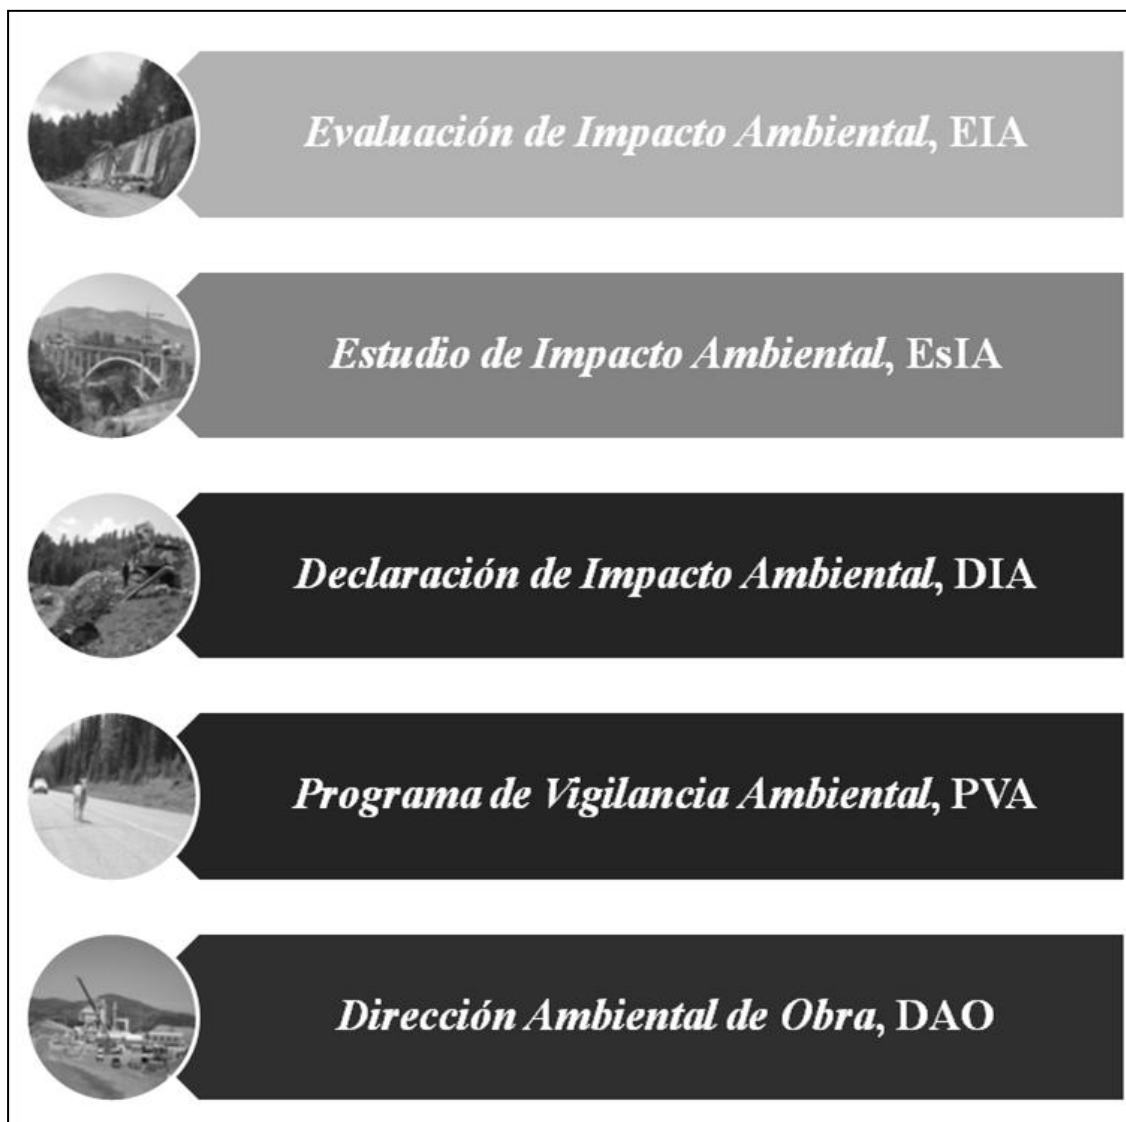 Evaluación de Impacto Ambiental, EIA
Estudio de Impacto Ambiental, EsIA
Declaración de Impacto Ambiental, DIA
Programa de Vigilancia Ambiental, PVA
Dirección Ambiental de Obra, DAO